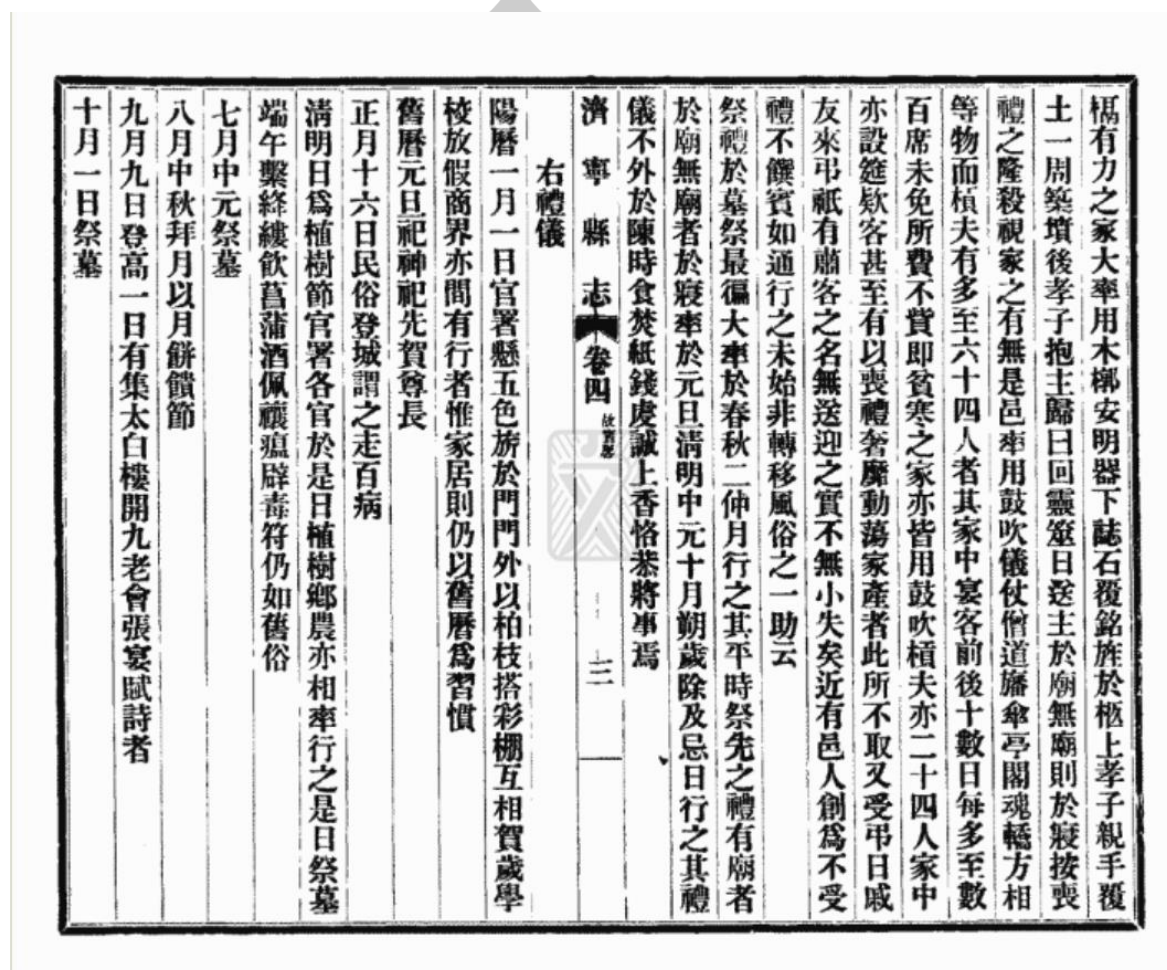 槅有力之家大率用木槨安明器下誌石覆銘旌於柩上孝子親手覆
土一周築墳後孝子抱主歸曰回靈窆日送主於廟無廟則於寢按喪
禮之隆殺視家之有無是邑率用鼓吹儀仗僧道旛傘亭閣魂轎方相
等物而槓夫有多至六十四人者其家中宴客前後十數日每多至數
百席未免所費不貲即貧寒之家亦皆用鼓吹槓夫亦二十四人家中
亦設筵欵客甚至有以喪禮奢靡動蕩家產者此所不取又受弔日戚
友來弔祇有肅客之名無送迎之實不無小失矣近有邑人創爲不受
禮不饌賓如通行之未始非轉移風俗之一助云
祭禮於墓祭最徧大率於春秋二仲月行之其平時祭先之禮有廟者
於廟無廟者於寢率於元旦清明中元十月朔歲除及忌日行之其禮
儀不外於陳時食焚紙錢虔誠上香恪恭將事焉
濟寧縣志 卷四 故實畧 三
右禮儀
陽曆一月一日官署懸五色旂於門門外以柏枝搭彩棚互相賀歲學
校放假商界亦間有行者惟家居則仍以舊曆爲習慣
舊曆元旦祀神祀先賀尊長
正月十六日民俗登城謂之走百病
淸明日爲植樹節官署各官於是日植樹鄉農亦相率行之是日祭墓
端午繫絳縷飮菖蒲酒佩禳瘟辟毒符仍如舊俗
七月中元祭墓
八月中秋拜月以月餅饋節
九月九日登高一日有集太白樓開九老會張宴賦詩者
十月一日祭墓